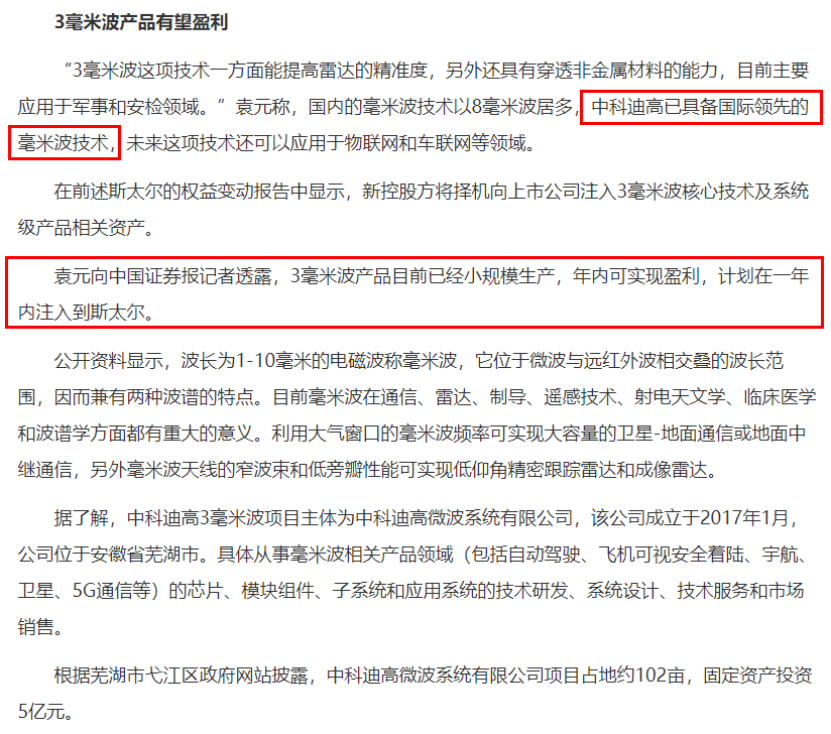 3毫米波产品有望盈利
“3毫米波这项技术一方面能提高雷达的精准度，另外还具有穿透非金属材料的能力，目前主要
应用于军事和安检领域。”袁元称，国内的毫米波技术以8毫米波居多，中科迪高已具备国际领先的
毫米波技术，未来这项技术还可以应用于物联网和车联网等领域。
在前述斯太尔的权益变动报告中显示，新控股方将择机向上市公司注入3毫米波核心技术及系统
级产品相关资产。
袁元向中国证券报记者透露，3毫米波产品目前已经小规模生产，年内可实现盈利，计划在一年
内注入到斯太尔。
公开资料显示，波长为1-10毫米的电磁波称毫米波，它位于微波与远红外波相交叠的波长范
围，因而兼有两种波谱的特点。目前毫米波在通信、雷达、制导、遥感技术、射电天文学、临床医学
和波谱学方面都有重大的意义。利用大气窗口的毫米波频率可实现大容量的卫星-地面通信或地面中
继通信，另外毫米波天线的窄波束和低旁瓣性能可实现低仰角精密跟踪雷达和成像雷达。
据了解，中科迪高3毫米波项目主体为中科迪高微波系统有限公司，该公司成立于2017年1月，
公司位于安徽省芜湖市。具体从事毫米波相关产品领域（包括自动驾驶、飞机可视安全着陆、宇航、
卫星、5G通信等）的芯片、模块组件、子系统和应用系统的技术研发、系统设计、技术服务和市场
销售。
根据芜湖市弋江区政府网站披露，中科迪高微波系统有限公司项目占地约102亩，固定资产投资
5亿元。